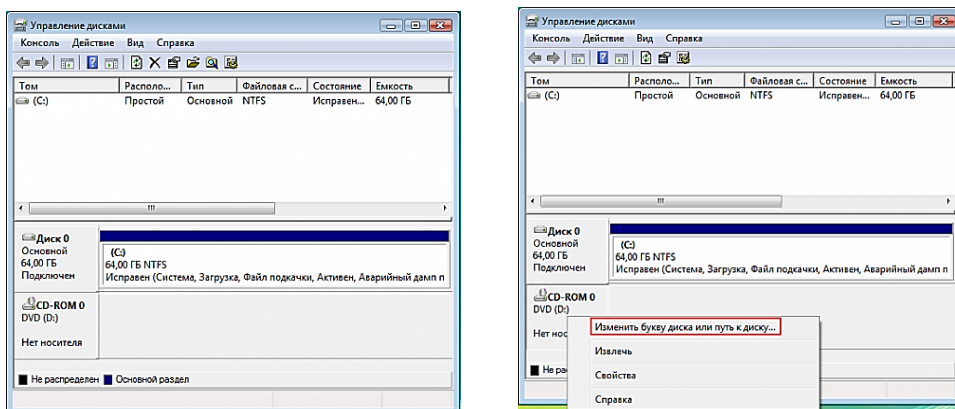 Управление дисками
Консоль Действие Вид Справка
Том Располо... Тип Файловая с... Состояние Емкость
(C:) Простой Основной NTFS Исправен... 64,00 ГБ
Диск 0
Основной
64,00 ГБ
Подключен
(C:)
64,00 ГБ NTFS
Исправен (Система, Загрузка, Файл подкачки, Активен, Аварийный дамп п
CD-ROM 0
DVD (D:)
Нет носителя
Не распределен Основной раздел
Управление дисками
Консоль Действие Вид Справка
Том Располо... Тип Файловая с... Состояние Емкость
(C:) Простой Основной NTFS Исправен... 64,00 ГБ
Диск 0
Основной
64,00 ГБ
Подключен
(C:)
64,00 ГБ NTFS
Исправен (Система, Загрузка, Файл подкачки, Активен, Аварийный дамп п
CD-ROM 0
DVD (D:)
Нет нос
Не ра
Изменить букву диска или путь к диску...
Извлечь
Свойства
Справка